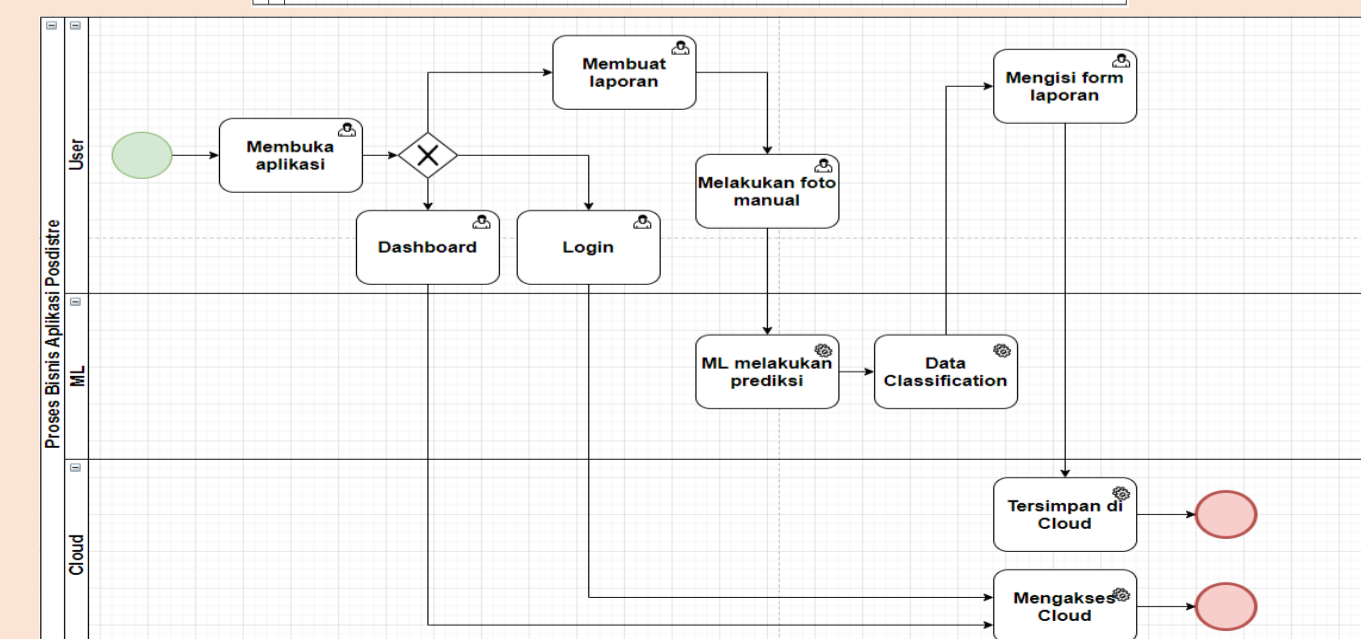 Proses Bisnis Aplikasi Posdistre
User
Membuka
aplikasi
Membuat
laporan
Mengisi form
laporan
Melakukan foto
manual
Dashboard
Login
ML
ML melakukan
prediksi
Data
Classification
Cloud
Tersimpan di
Cloud
Mengakses
Cloud